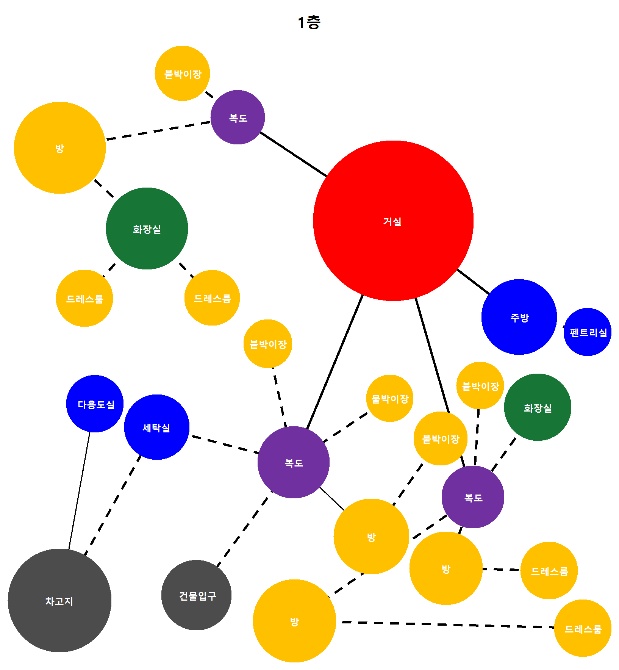 1층
붙박이장
복도
방
거실
화장실
드레스룸
드레스룸
주방
팬트리실
붙박이장
붙박이장
붙박이장
화장실
다용도실
세탁실
붙박이장
복도
복도
방
방
드레스룸
차고지
건물입구
방
드레스룸